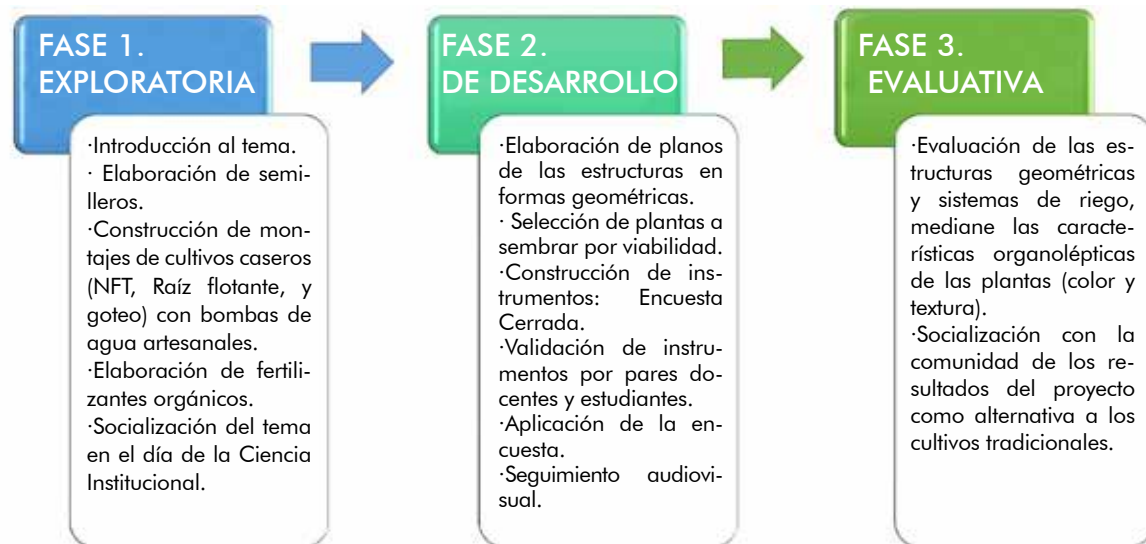 FASE 1.
EXPLORATORIA
·Introducción al tema.
· Elaboración de semi-
lleros.
·Construcción de mon-
tajes de cultivos caseros
(NFT, Raíz flotante, y
goteo) con bombas de
agua artesanales.
·Elaboración de fertili-
zantes orgánicos.
·Socialización del tema
en el día de la Ciencia
Institucional.
FASE 2.
DE DESARROLLO
·Elaboración de planos
de las estructuras en
formas geométricas.
· Selección de plantas a
sembrar por viabilidad.
·Construcción de ins-
trumentos: Encuesta
Cerrada.
·Validación de instru-
mentos por pares do-
centes y estudiantes.
·Aplicación de la en-
cuesta.
·Seguimiento audiovi-
sual.
FASE 3.
EVALUATIVA
·Evaluación de las es-
tructuras geométricas
y sistemas de riego,
mediane las caracte-
rísticas organolépticas
de las plantas (color y
textura).
·Socialización con la
comunidad de los re-
sultados del proyecto
como alternativa a los
cultivos tradicionales.